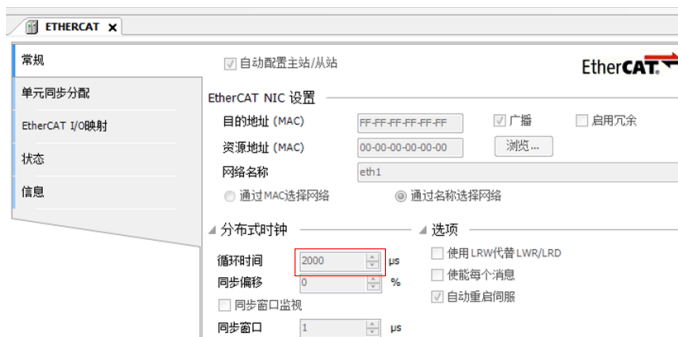 ETHERCAT
常规
单元同步分配
EtherCAT I/O映射
状态
信息
自动配置主站/从站
EtherCAT.
EtherCAT NIC 设置
目的地址 (MAC) FF-FF-FF-FF-FF-FF 广播 启用冗余
资源地址 (MAC) 00-00-00-00-00-00 浏览...
网络名称 eth1
通过MAC选择网络 通过名称选择网络
分布式时钟
循环时间 2000 μs
同步偏移 0 %
同步窗口监视
同步窗口 1 μs
选项
使用LRW代替LWR/LRD
使能每个消息
自动重启伺服